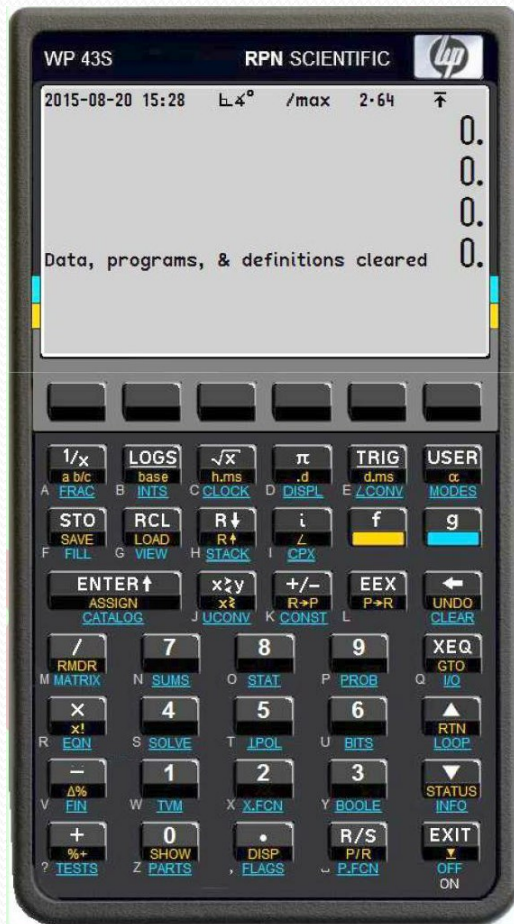 WP 43S RPN SCIENTIFIC hp
2015-08-20 15:28 ∟∡° /max 2·64 ↑
0.
0.
0.
Data, programs, & definitions cleared 0.
1/x LOGS √x π TRIG USER
a b/c base h.ms .d d.ms α
A FRAC B INTS C CLOCK D DISPL E ∠CONV MODES
STO RCL R↓ i f g
SAVE LOAD R↑ ∠
F FILL G VIEW H STACK I CPX
ENTER↑ x≷y +/− EEX ←
ASSIGN x≷ R→P P→R UNDO
CATALOG J UCONV K CONST L CLEAR
/ 7 8 9 XEQ
RMDR GTO
M MATRIX N SUMS O STAT P PROB Q I/O
× 4 5 6 ▲
x! RTN
R EQN S SOLVE T ⊥POL U BITS LOOP
− 1 2 3 ▼
Δ% STATUS
V FIN W TVM X X.FCN Y BOOLE INFO
+ 0 . R/S EXIT
%+ SHOW DISP P/R
? TESTS Z PARTS , FLAGS ⎵ P.FCN OFF
ON